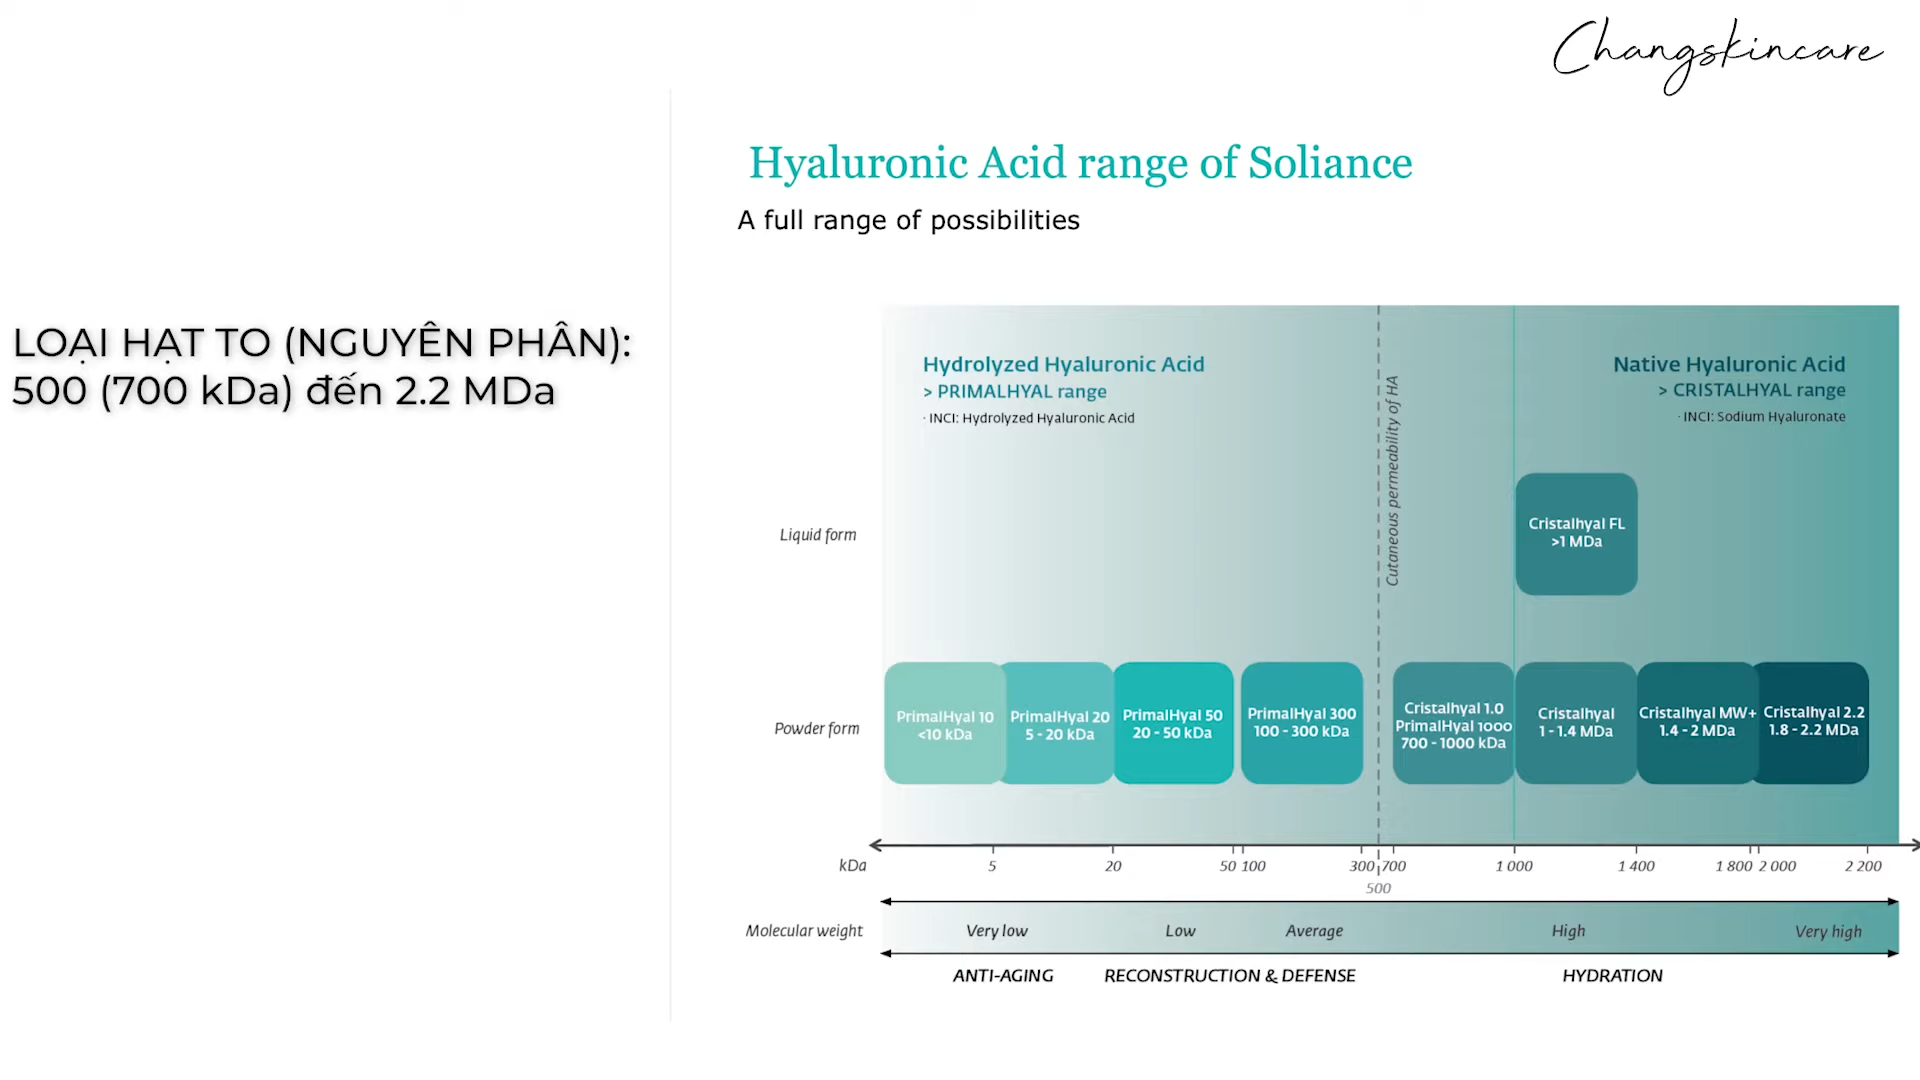 Changskincare
LOẠI HẠT TO (NGUYÊN PHÂN):
500 (700 kDa) đến 2.2 MDa
Hyaluronic Acid range of Soliance
A full range of possibilities
Hydrolyzed Hyaluronic Acid
> PRIMALHYAL range
· INCI: Hydrolyzed Hyaluronic Acid
Cutaneous permeability of HA
Native Hyaluronic Acid
> CRISTALHYAL range
· INCI: Sodium Hyaluronate
Liquid form
Cristalhyal FL
>1 MDa
Powder form
PrimalHyal 10
<10 kDa
PrimalHyal 20
5 - 20 kDa
PrimalHyal 50
20 - 50 kDa
PrimalHyal 300
100 - 300 kDa
Cristalhyal 1.0
PrimalHyal 1000
700 - 1000 kDa
Cristalhyal
1 - 1.4 MDa
Cristalhyal MW+
1.4 - 2 MDa
Cristalhyal 2.2
1.8 - 2.2 MDa
kDa 5 20 50 100 300 700 1 000 1 400 1 800 2 000 2 200
500
Molecular weight Very low Low Average High Very high
ANTI-AGING RECONSTRUCTION & DEFENSE HYDRATION